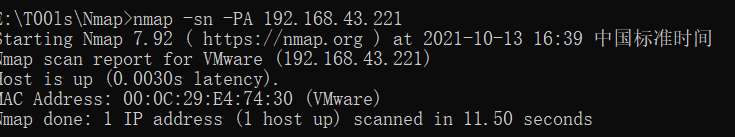 E:\T00ls\Nmap>nmap -sn -PA 192.168.43.221
Starting Nmap 7.92 ( https://nmap.org ) at 2021-10-13 16:39 中国标准时间
Nmap scan report for VMware (192.168.43.221)
Host is up (0.0030s latency).
MAC Address: 00:0C:29:E4:74:30 (VMware)
Nmap done: 1 IP address (1 host up) scanned in 11.50 seconds